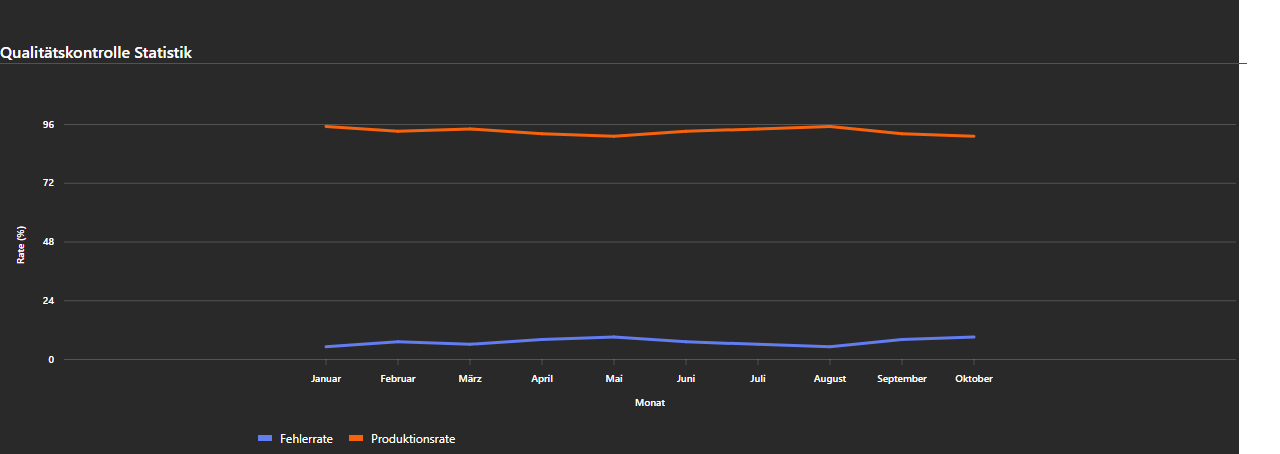 Qualitätskontrolle Statistik
96
72
48
24
0
Rate (%)
Januar Februar März April Mai Juni Juli August September Oktober
Monat
Fehlerrate Produktionsrate